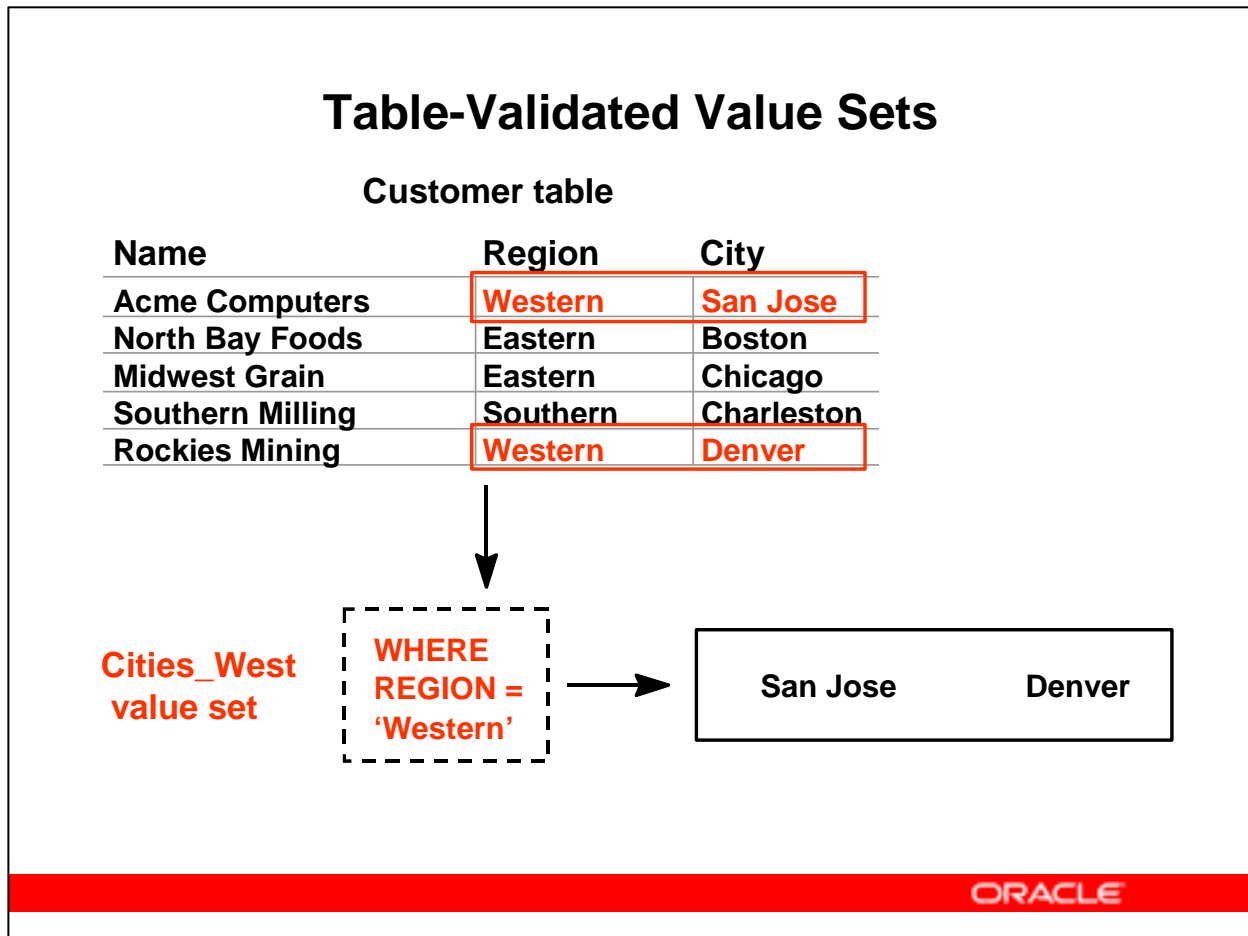 Table-Validated Value Sets
Customer table
Name Region City
Acme Computers Western San Jose
North Bay Foods Eastern Boston
Midwest Grain Eastern Chicago
Southern Milling Southern Charleston
Rockies Mining Western Denver
Cities_West
value set
WHERE
REGION =
‘Western’
San Jose Denver
ORACLE